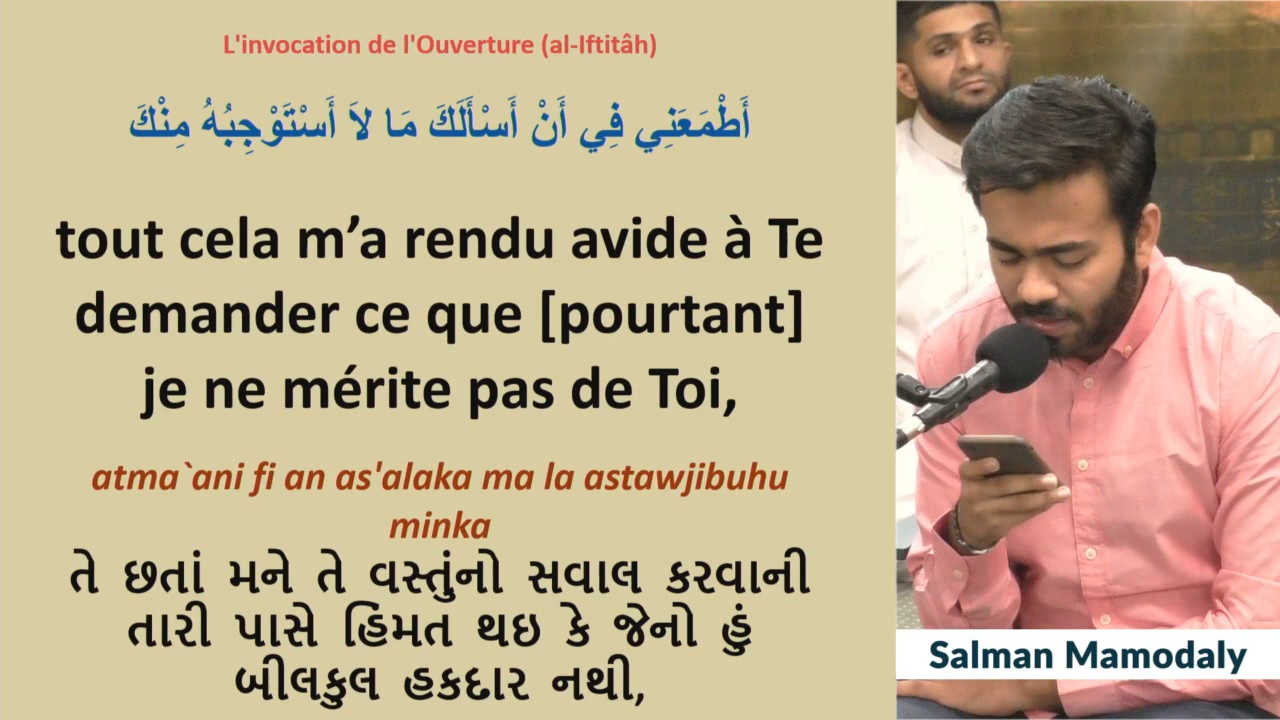 L'invocation de l'Ouverture (al-Iftitâh)
أَطْمَعَنِي فِي أَنْ أَسْأَلَكَ مَا لاَ أَسْتَوْجِبُهُ مِنْكَ
tout cela m’a rendu avide à Te
demander ce que [pourtant]
je ne mérite pas de Toi,
atma`ani fi an as'alaka ma la astawjibuhu
minka
તે છતાં મને તે વસ્તુંનો સવાલ કરવાની
તારી પાસે હિંમત થઇ કે જેનો હું
બીલકુલ હકદાર નથી,
Salman Mamodaly